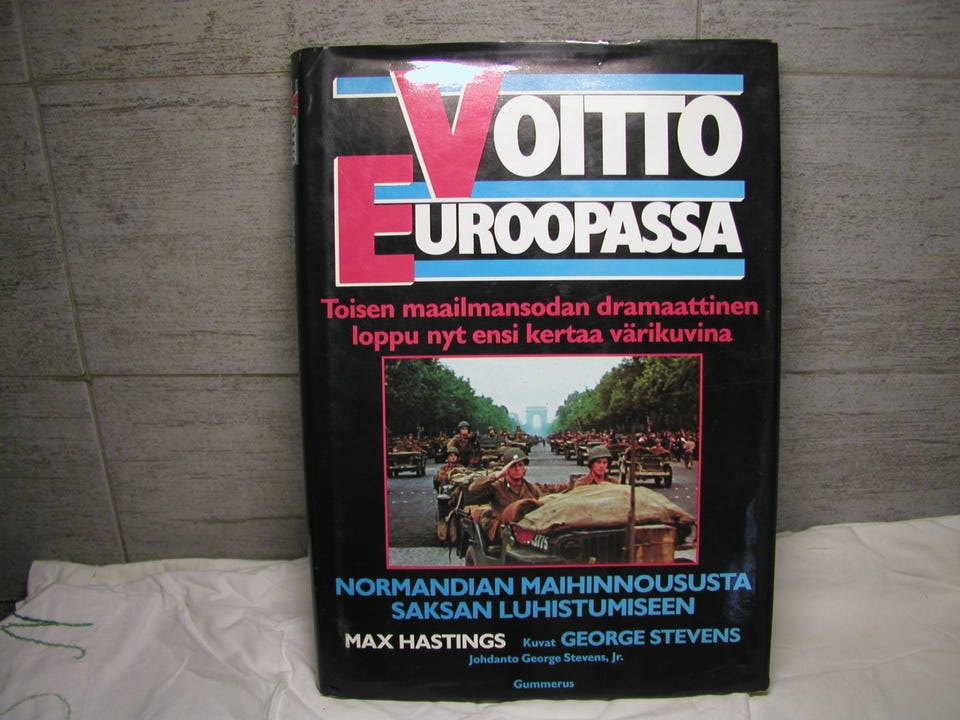 VOITTO
EUROOPASSA
Toisen maailmansodan dramaattinen
loppu nyt ensi kertaa värikuvina
NORMANDIAN MAIHINNOUSUSTA
SAKSAN LUHISTUMISEEN
MAX HASTINGS Kuvat GEORGE STEVENS
Johdanto George Stevens, Jr.
Gummerus